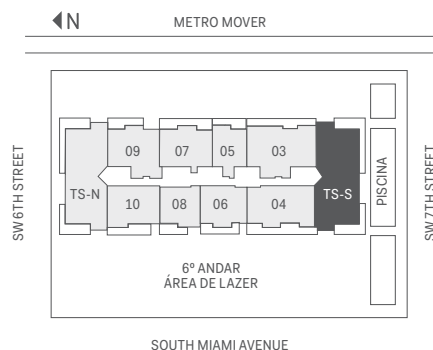 N
METRO MOVER
SW 6TH STREET
09
07
05
03
TS-N
TS-S
10
08
06
04
PISCINA
SW 7TH STREET
6º ANDAR
ÁREA DE LAZER
SOUTH MIAMI AVENUE